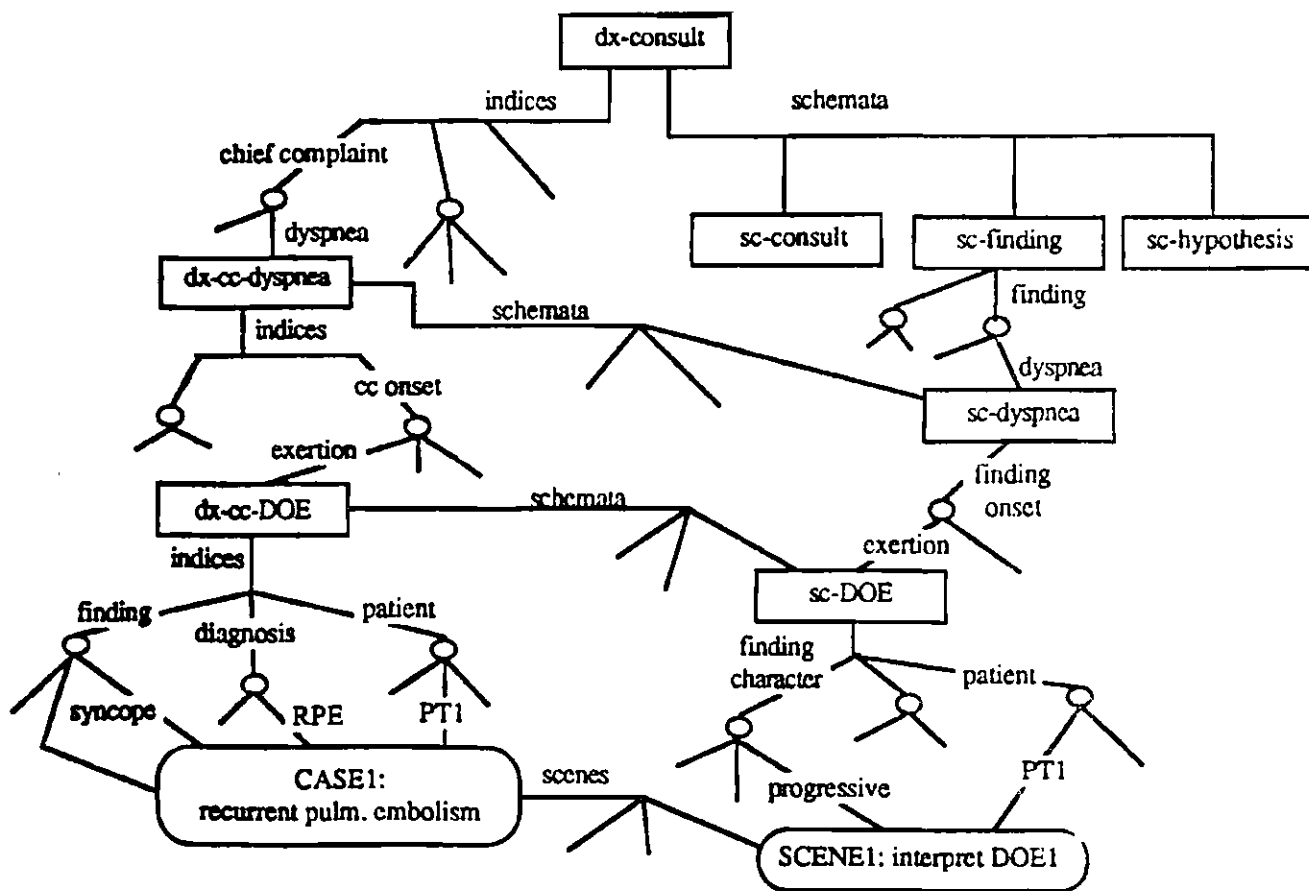 dx-consult
indices
schemata
chief complaint
dyspnea
sc-consult
sc-finding
sc-hypothesis
dx-cc-dyspnea
finding
schemata
indices
dyspnea
cc onset
sc-dyspnea
exertion
finding
onset
dx-cc-DOE
schemata
exertion
indices
sc-DOE
finding
patient
diagnosis
finding
character
patient
syncope
RPE
PT1
PT1
CASE1:
recurrent pulm. embolism
scenes
progressive
SCENE1: interpret DOE1